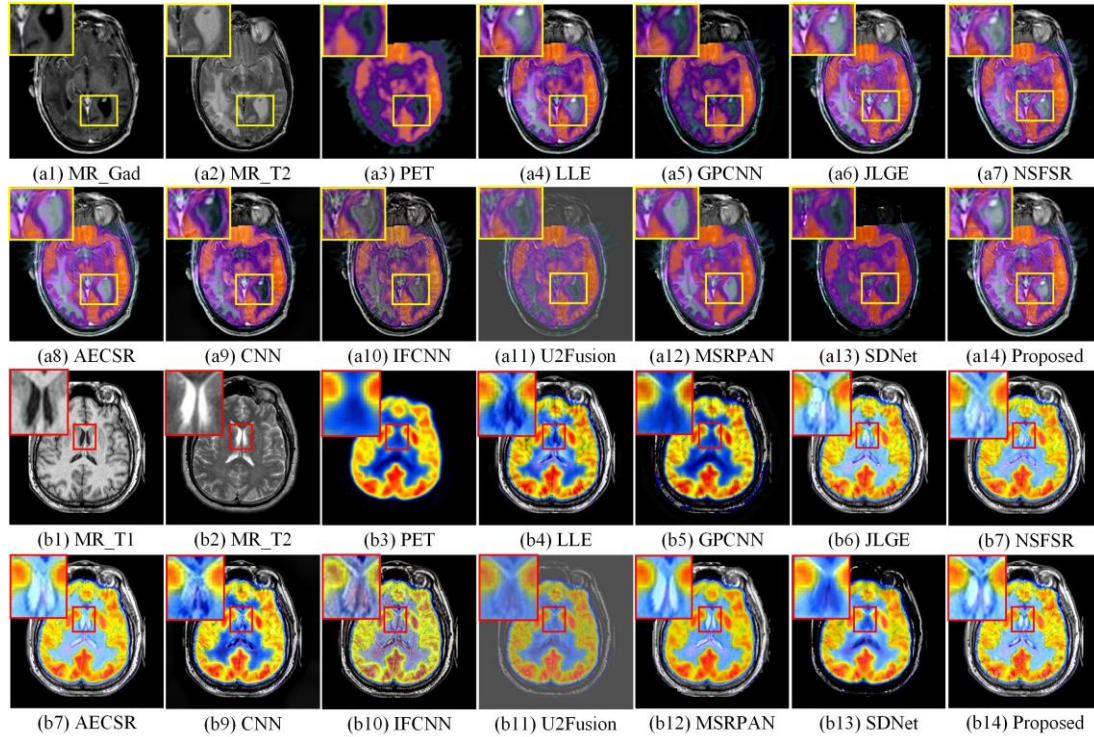 (a1) MR_Gad (a2) MR_T2 (a3) PET (a4) LLE (a5) GPCNN (a6) JLGE (a7) NSFSR
(a8) AECSR (a9) CNN (a10) IFCNN (a11) U2Fusion (a12) MSRPAN (a13) SDNet (a14) Proposed
(b1) MR_T1 (b2) MR_T2 (b3) PET (b4) LLE (b5) GPCNN (b6) JLGE (b7) NSFSR
(b7) AECSR (b9) CNN (b10) IFCNN (b11) U2Fusion (b12) MSRPAN (b13) SDNet (b14) Proposed